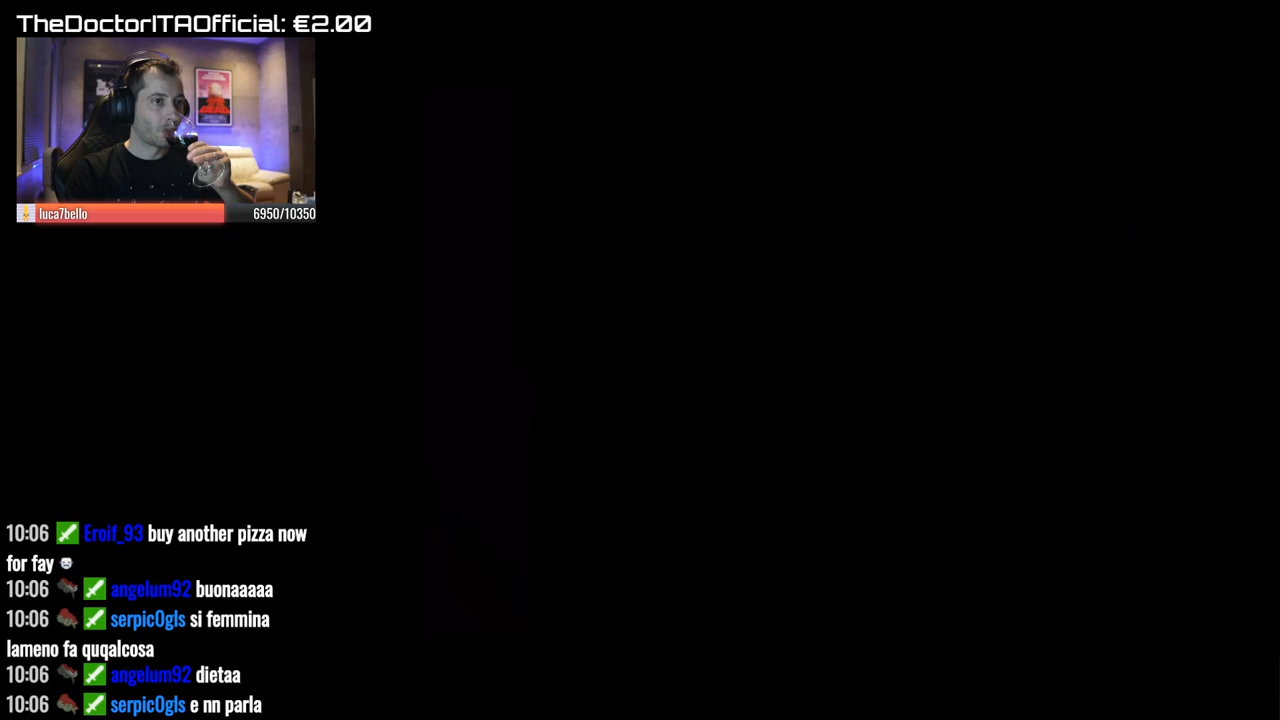 TheDoctorITAOfficial: €2.00
DEAD
luca7bello 6950/10350
10:06 Eroif_93 buy another pizza now
for fay
10:06 angelum92 buonaaaaa
10:06 serpic0gls si femmina
lameno fa quqalcosa
10:06 angelum92 dietaa
10:06 serpic0gls e nn parla